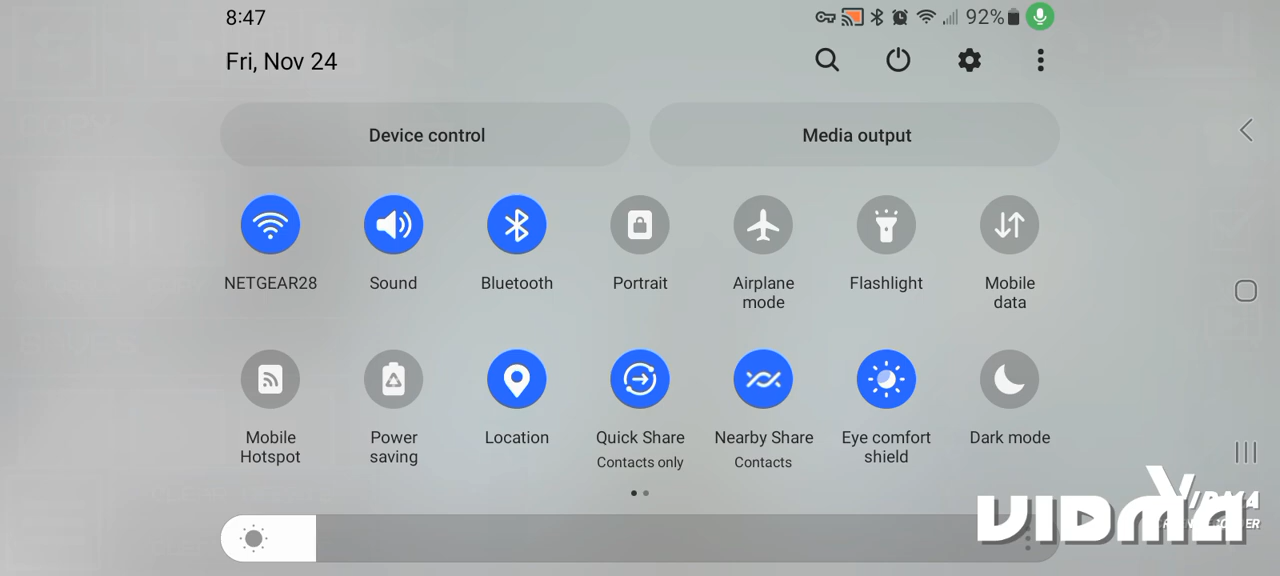 8:47
92%
Fri, Nov 24
Device control
Media output
NETGEAR28
Sound
Bluetooth
Portrait
Airplane
mode
Flashlight
Mobile
data
Mobile
Hotspot
Power
saving
Location
Quick Share
Contacts only
Nearby Share
Contacts
Eye comfort
shield
Dark mode
VIDMA